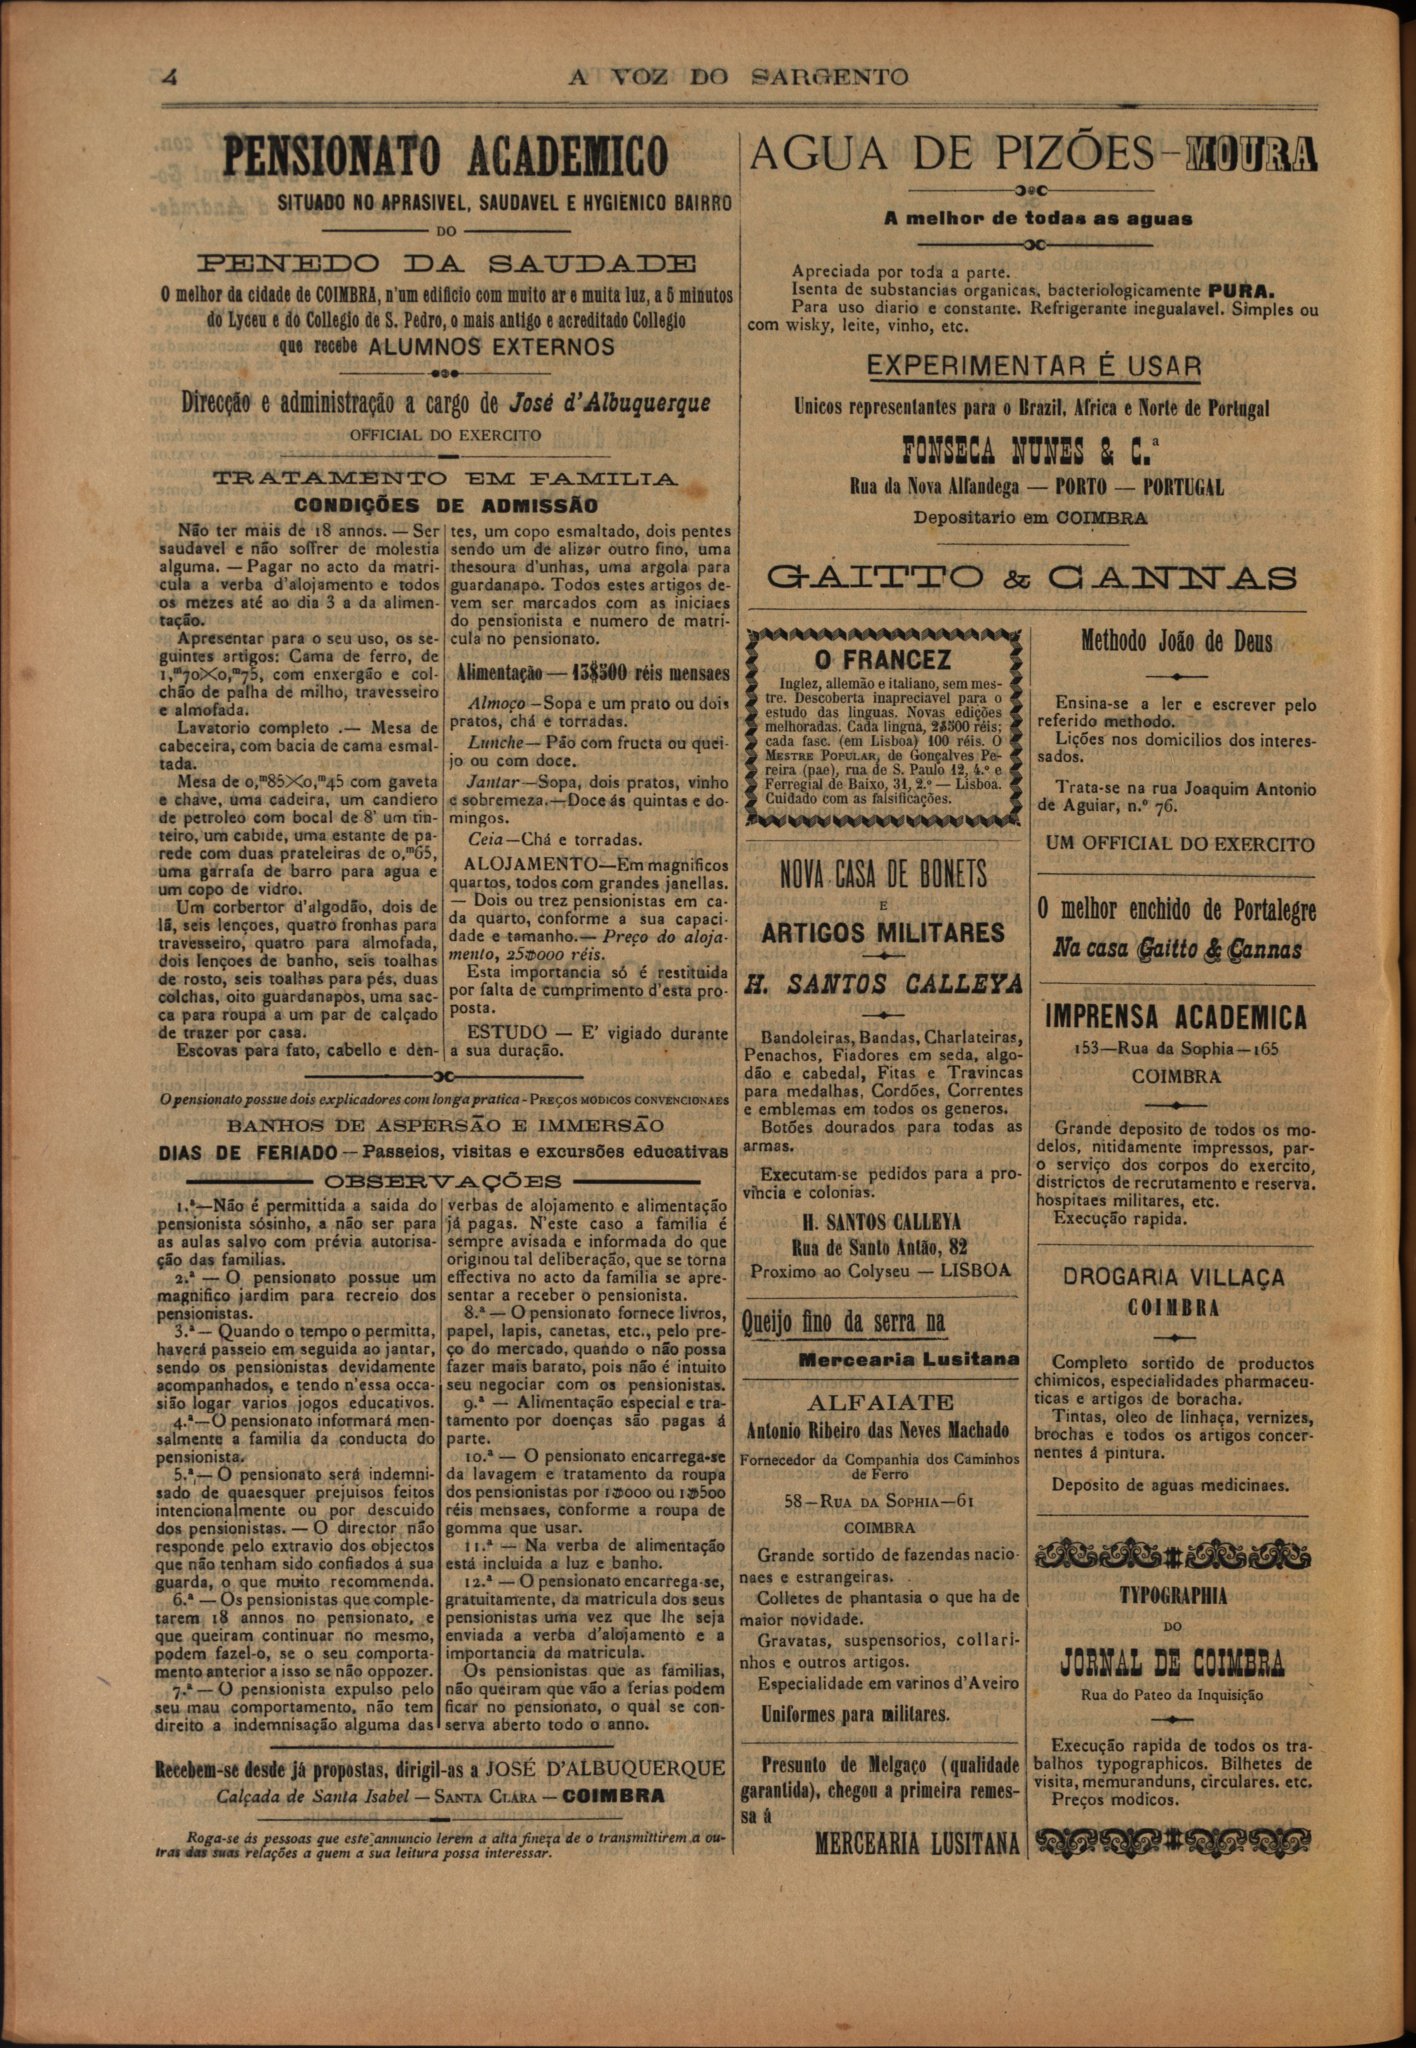 4
A VOZ DO SARGENTO
PENSIONATO ACADEMICO
SITUADO NO APRASIVEL, SAUDAVEL E HYGIENICO BAIRRO
DO
PENEDO DA SAUDADE
O melhor da cidade de COIMBRA, n'um edificio com muito ar e muita luz, a 5 minutos
do Lyceu e do Collegio de S. Pedro, o mais antigo e acreditado Collegio
que recebe ALUMNOS EXTERNOS
Direcção e administração a cargo de José d'Albuquerque
OFFICIAL DO EXERCITO
TRATAMENTO EM FAMILIA
CONDIÇÕES DE ADMISSÃO
Não ter mais de 18 annos. — Ser
saudavel e não soffrer de molestia
alguma. — Pagar no acto da matri-
cula a verba d'alojamento e todos
os mezes até ao dia 3 a da alimen-
tação.
Apresentar para o seu uso, os se-
guintes artigos: Cama de ferro, de
1,ᵐ70×0,ᵐ75, com enxergão e col-
chão de palha de milho, travesseiro
e almofada.
Lavatorio completo .— Mesa de
cabeceira, com bacia de cama esmal-
tada.
Mesa de 0,ᵐ85×0,ᵐ45 com gaveta
e chave, uma cadeira, um candiero
de petroleo com bocal de 8' um tin-
teiro, um cabide, uma estante de pa-
rede com duas prateleiras de 0,ᵐ65,
uma garrafa de barro para agua e
um copo de vidro.
Um corbertor d'algodão, dois de
lã, seis lençoes, quatro fronhas para
travesseiro, quatro para almofada,
dois lençoes de banho, seis toalhas
de rosto, seis toalhas para pés, duas
colchas, oito guardanapos, uma sac-
ca para roupa a um par de calçado
de trazer por casa.
Escovas para fato, cabello e den-
tes, um copo esmaltado, dois pentes
sendo um de alizar outro fino, uma
thesoura d'unhas, uma argola para
guardanapo. Todos estes artigos de-
vem ser marcados com as iniciaes
do pensionista e numero de matri-
cula no pensionato.
Alimentação — 13$500 réis mensaes
Almoço —Sopa e um prato ou dois
pratos, chá e torradas.
Lunche— Pão com fructa ou quei-
jo ou com doce.
Jantar —Sopa, dois pratos, vinho
e sobremeza.—Doce ás quintas e do-
mingos.
Ceia—Chá e torradas.
ALOJAMENTO—Em magnificos
quartos, todos com grandes janellas.
— Dois ou trez pensionistas em ca-
da quarto, conforme a sua capaci-
dade e tamanho.— Preço do aloja-
mento, 25$000 réis.
Esta importancia só é restituida
por falta de cumprimento d'esta pro-
posta.
ESTUDO — E' vigiado durante
a sua duração.
O pensionato possue dois explicadores com longa pratica - PREÇOS MODICOS CONVENCIONAES
BANHOS DE ASPERSÃO E IMMERSÃO
DIAS DE FERIADO — Passeios, visitas e excursões educativas
OBSERVAÇÕES
1.ª—Não é permittida a saida do
pensionista sósinho, a não ser para
as aulas salvo com prévia autorisa-
ção das familias.
2.ª — O pensionato possue um
magnifico jardim para recreio dos
pensionistas.
3.ª— Quando o tempo o permitta,
haverá passeio em seguida ao jantar,
sendo os pensionistas devidamente
acompanhados, e tendo n'essa occa-
sião logar varios jogos educativos.
4.ª—O pensionato informará men-
salmente a familia da conducta do
pensionista.
5.ª— O pensionato será indemni-
sado de quaesquer prejuisos feitos
intencionalmente ou por descuido
dos pensionistas. — O director não
responde pelo extravio dos objectos
que não tenham sido confiados á sua
guarda, o que muito recommenda.
6.ª — Os pensionistas que comple-
tarem 18 annos no pensionato, e
que queiram continuar no mesmo,
podem fazel-o, se o seu comporta-
mento anterior a isso se não oppozer.
7.ª — O pensionista expulso pelo
seu mau comportamento, não tem
direito a indemnisação alguma das
verbas de alojamento e alimentação
já pagas. N'este caso a familia é
sempre avisada e informada do que
originou tal deliberação, que se torna
effectiva no acto da familia se apre-
sentar a receber o pensionista.
8.ª — O pensionato fornece livros,
papel, lapis, canetas, etc., pelo pre-
ço do mercado, quando o não possa
fazer mais barato, pois não é intuito
seu negociar com os pensionistas.
9.ª — Alimentação especial e tra-
tamento por doenças são pagas á
parte.
10.ª — O pensionato encarrega-se
da lavagem e tratamento da roupa
dos pensionistas por 1$000 ou 1$500
réis mensaes, conforme a roupa de
gomma que usar.
11.ª — Na verba de alimentação
está incluida a luz e banho.
12.ª — O pensionato encarrega-se,
gratuitamente, da matricula dos seus
pensionistas uma vez que lhe seja
enviada a verba d'alojamento e a
importancia da matricula.
Os pensionistas que as familias,
não queiram que vão a ferias podem
ficar no pensionato, o qual se con-
serva aberto todo o anno.
Recebem-se desde já propostas, dirigil-as a JOSÉ D'ALBUQUERQUE
Calçada de Santa Isabel — SANTA CLARA — COIMBRA
Roga-se ás pessoas que este annuncio lerem a alta fineza de o transmittirem a ou-
tras das suas relações a quem a sua leitura possa interessar.
AGUA DE PIZÕES—MOURA
A melhor de todas as aguas
Apreciada por toda a parte.
Isenta de substancias organicas, bacteriologicamente PURA.
Para uso diario e constante. Refrigerante inegualavel. Simples ou
com wisky, leite, vinho, etc.
EXPERIMENTAR É USAR
Unicos representantes para o Brazil, Africa e Norte de Portugal
FONSECA NUNES & C.ª
Rua da Nova Alfandega — PORTO — PORTUGAL
Depositario em COIMBRA
GAITTO & CANNAS
O FRANCEZ
Inglez, allemão e italiano, sem mes-
tre. Descoberta inapreciavel para o
estudo das linguas. Novas edições
melhoradas. Cada lingua, 2$500 réis;
cada fasc. (em Lisboa) 100 réis. O
MESTRE POPULAR, de Gonçalves Pe-
reira (pae), rua de S. Paulo 12, 4.º e
Ferregial de Baixo, 31, 2.º — Lisboa.
Cuidado com as falsificações.
NOVA CASA DE BONETS
E
ARTIGOS MILITARES
H. SANTOS CALLEYA
Bandoleiras, Bandas, Charlateiras,
Penachos, Fiadores em seda, algo-
dão e cabedal, Fitas e Travincas
para medalhas, Cordões, Correntes
e emblemas em todos os generos.
Botões dourados para todas as
armas.
Executam-se pedidos para a pro-
vincia e colonias.
H. SANTOS CALLEYA
Rua de Santo Antão, 82
Proximo ao Colyseu — LISBOA
Queijo fino da serra na
Mercearia Lusitana
ALFAIATE
Antonio Ribeiro das Neves Machado
Fornecedor da Companhia dos Caminhos
de Ferro
58—RUA DA SOPHIA—61
COIMBRA
Grande sortido de fazendas nacio-
naes e estrangeiras.
Colletes de phantasia o que ha de
maior novidade.
Gravatas, suspensorios, collari-
nhos e outros artigos.
Especialidade em varinos d'Aveiro
Uniformes para militares.
Presunto de Melgaço (qualidade
garantida), chegou a primeira remes-
sa á
MERCEARIA LUSITANA
Methodo João de Deus
Ensina-se a ler e escrever pelo
referido methodo.
Lições nos domicilios dos interes-
sados.
Trata-se na rua Joaquim Antonio
de Aguiar, n.º 76.
UM OFFICIAL DO EXERCITO
O melhor enchido de Portalegre
Na casa Gaitto & Cannas
IMPRENSA ACADEMICA
153—Rua da Sophia—165
COIMBRA
Grande deposito de todos os mo-
delos, nitidamente impressos, par-
o serviço dos corpos do exercito,
districtos de recrutamento e reserva.
hospitaes militares, etc.
Execução rapida.
DROGARIA VILLAÇA
COIMBRA
Completo sortido de productos
chimicos, especialidades pharmaceu-
ticas e artigos de boracha.
Tintas, oleo de linhaça, vernizes,
brochas e todos os artigos concer-
nentes á pintura.
Deposito de aguas medicinaes.
TYPOGRAPHIA
DO
JORNAL DE COIMBRA
Rua do Pateo da Inquisição
Execução rapida de todos os tra-
balhos typographicos. Bilhetes de
visita, memuranduns, circulares. etc.
Preços modicos.